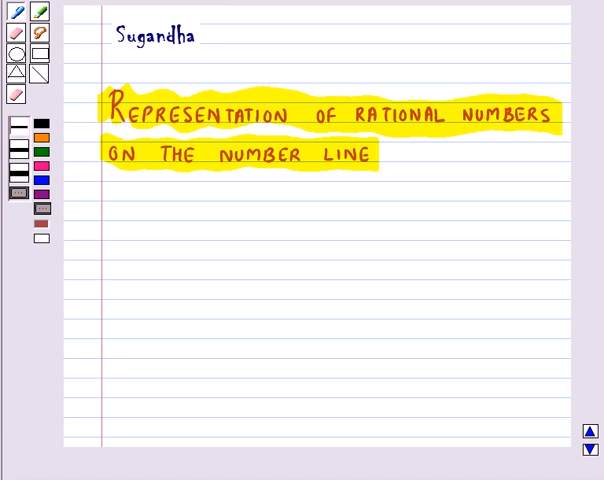 Sugandha
REPRESENTATION OF RATIONAL NUMBERS
ON THE NUMBER LINE